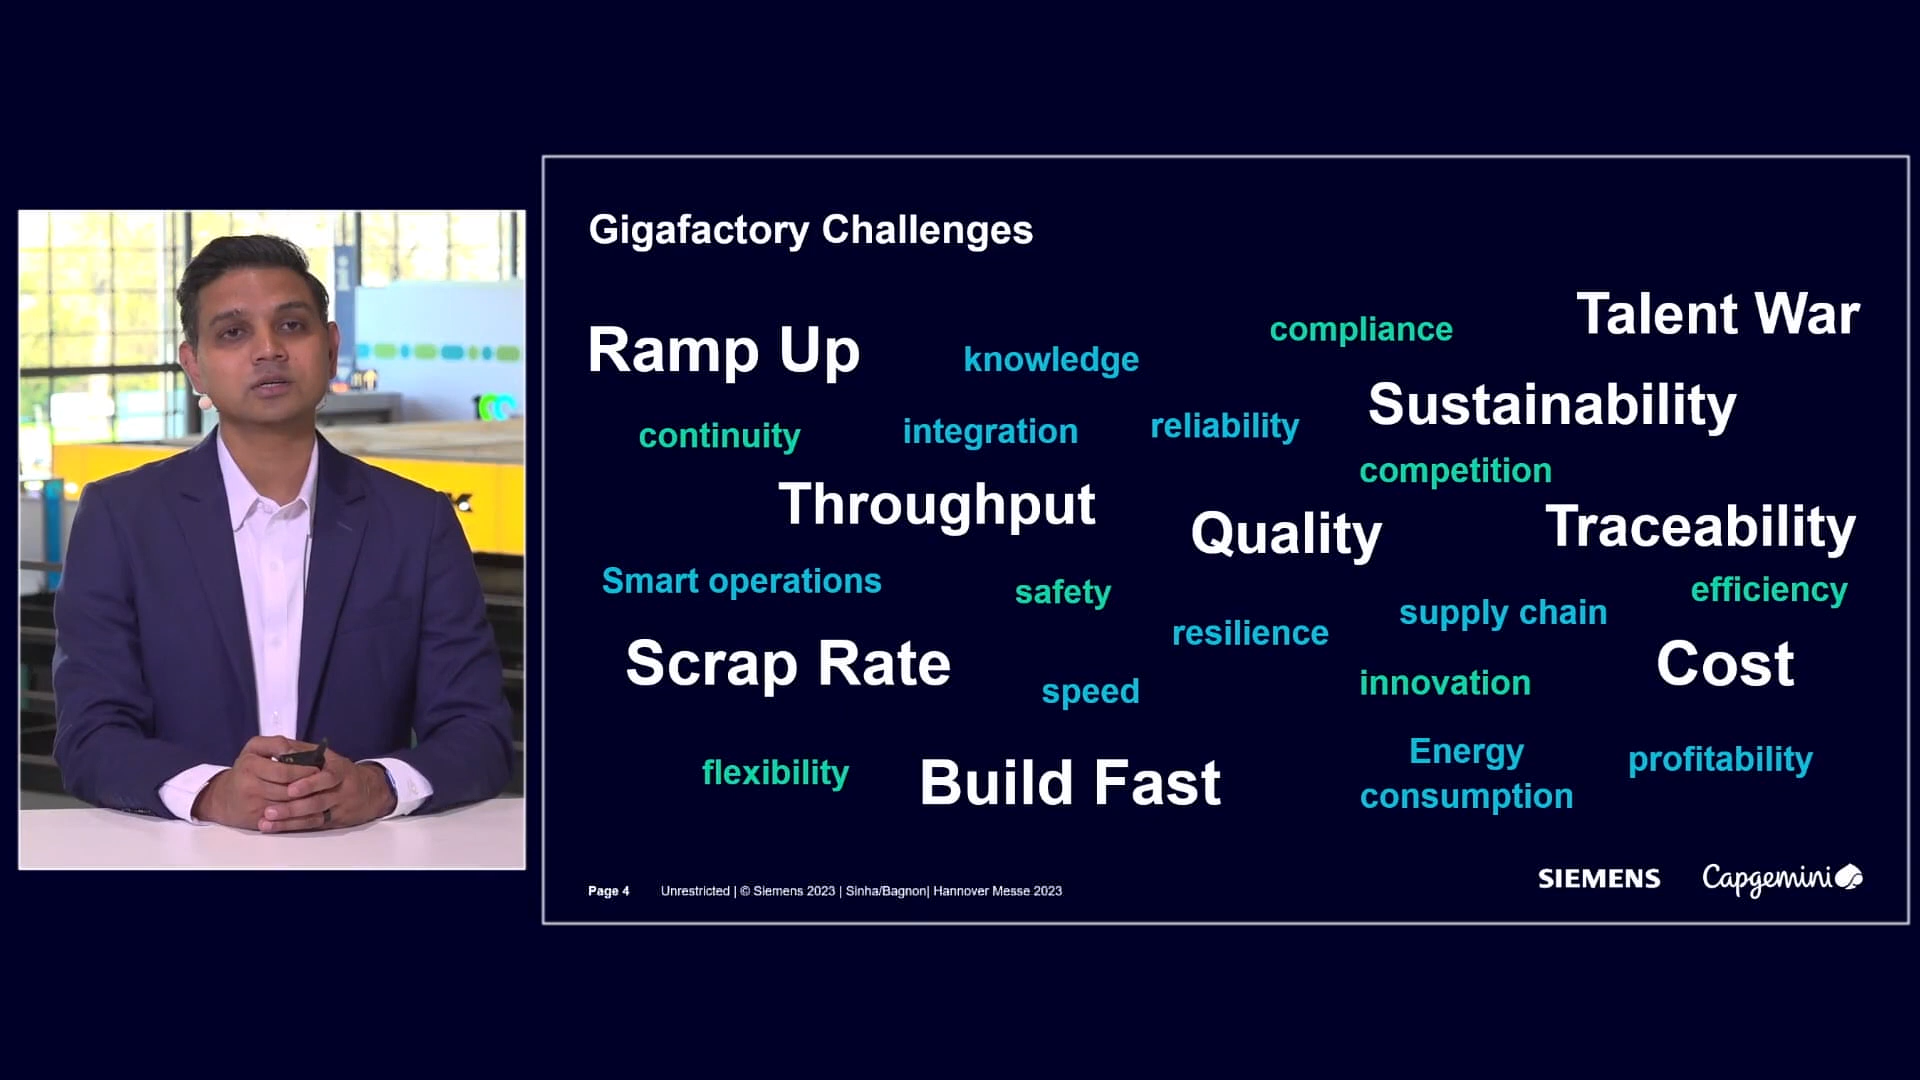 Gigafactory Challenges
Talent War
compliance
Ramp Up
knowledge
Sustainability
continuity
integration
reliability
competition
Throughput
Quality
Traceability
Smart operations
safety
efficiency
supply chain
resilience
Scrap Rate
Cost
speed
innovation
flexibility
Build Fast
Energy
consumption
profitability
SIEMENS
Capgemini
Page 4
Unrestricted | © Siemens 2023 | Sinha/Bagnon| Hannover Messe 2023